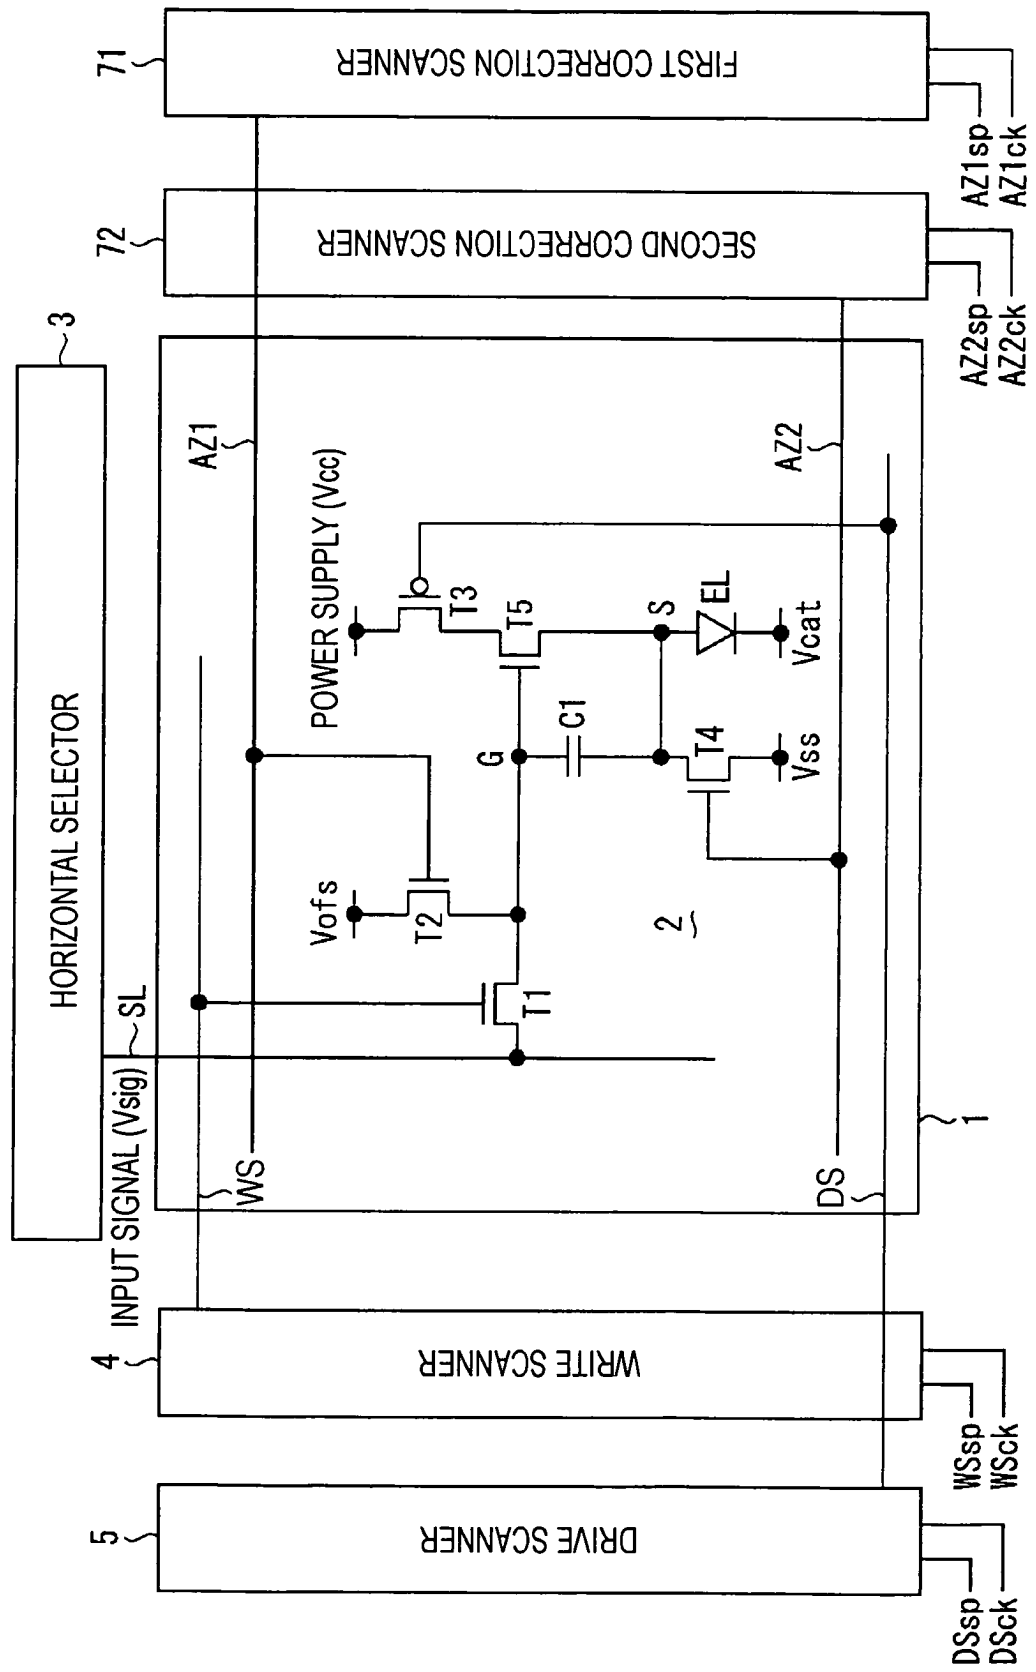 3
HORIZONTAL SELECTOR
INPUT SIGNAL (Vsig)
SL
5
4
72
71
DRIVE SCANNER
WRITE SCANNER
SECOND CORRECTION SCANNER
FIRST CORRECTION SCANNER
WS
AZ1
POWER SUPPLY (Vcc)
Vofs
T2
T3
T1
G
T5
C1
S
2
T4
EL
Vss
Vcat
DS
AZ2
1
DSsp
DSck
WSsp
WSck
AZ2sp
AZ2ck
AZ1sp
AZ1ck